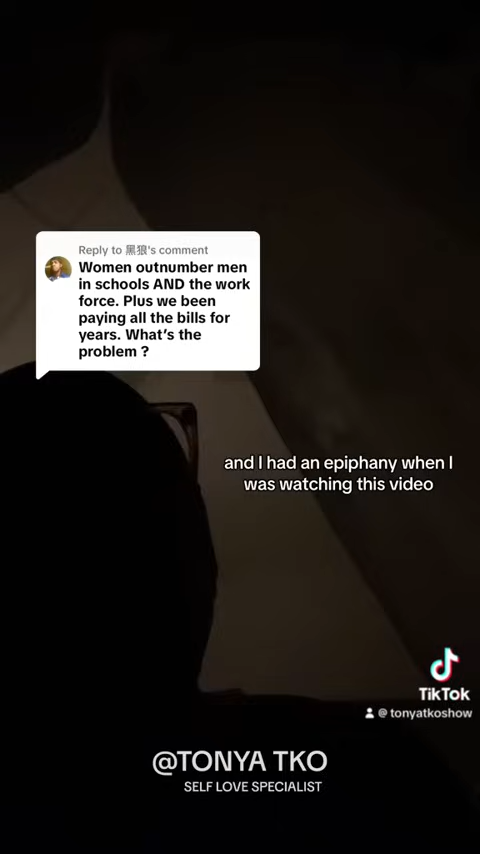 Reply to 黑狼's comment
Women outnumber men
in schools AND the work
force. Plus we been
paying all the bills for
years. What's the
problem ?
and I had an epiphany when I
was watching this video
TikTok
@ tonyatkoshow
@TONYA TKO
SELF LOVE SPECIALIST